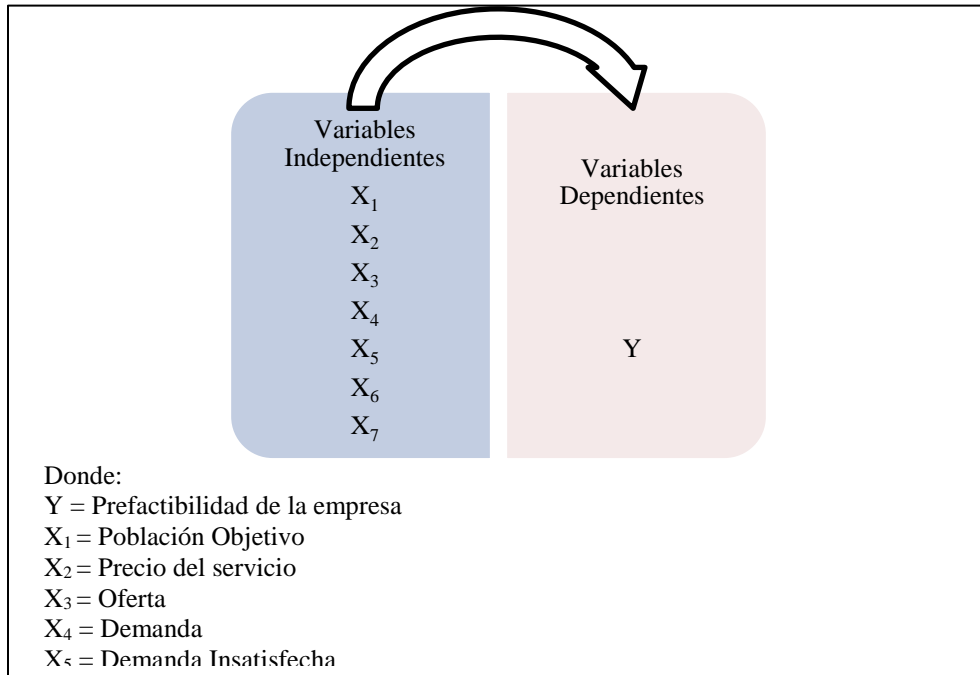 Variables
Independientes
X₁
X₂
X₃
X₄
X₅
X₆
X₇
Variables
Dependientes
Y
Donde:
Y = Prefactibilidad de la empresa
X₁ = Población Objetivo
X₂ = Precio del servicio
X₃ = Oferta
X₄ = Demanda
X₅ = Demanda Insatisfecha